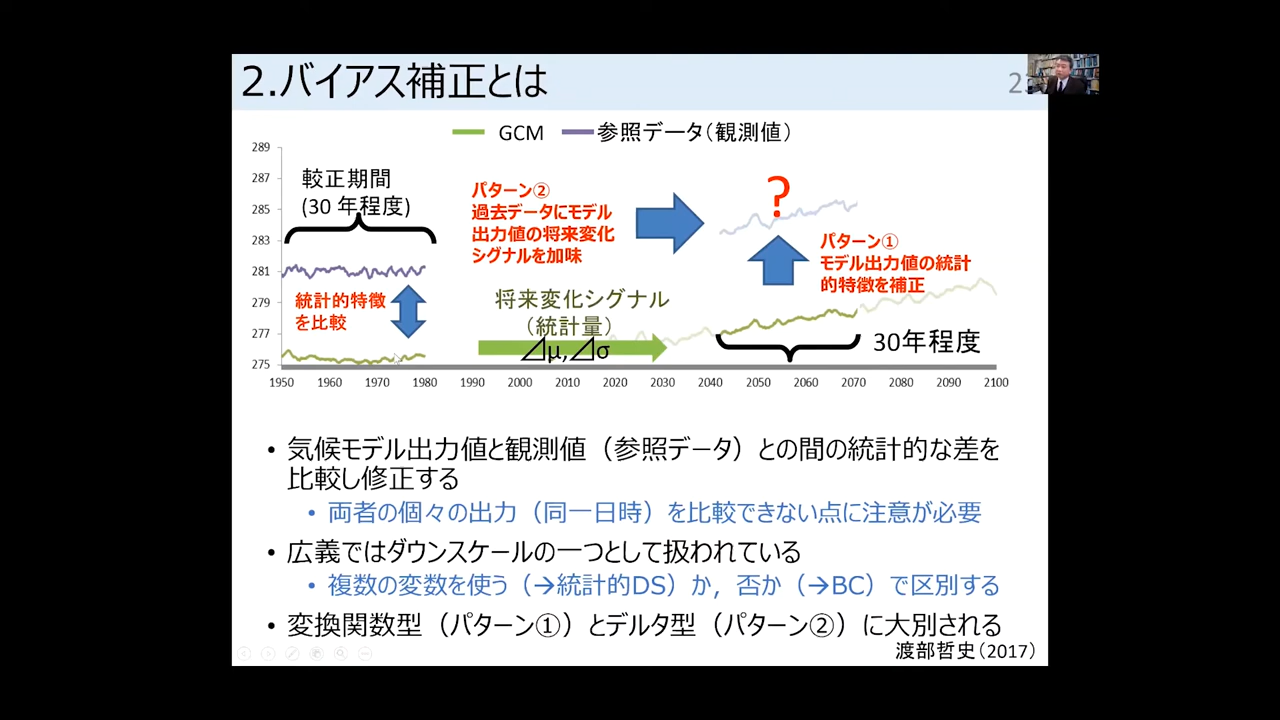 2.バイアス補正とは
2
GCM
参照データ（観測値）
289
287
285
283
281
279
277
275
較正期間
(30 年程度)
統計的特徴
を比較
パターン②
過去データにモデル
出力値の将来変化
シグナルを加味
?
パターン①
モデル出力値の統計
的特徴を補正
将来変化シグナル
（統計量）
⊿μ,⊿σ
30年程度
1950 1960 1970 1980 1990 2000 2010 2020 2030 2040 2050 2060 2070 2080 2090 2100
• 気候モデル出力値と観測値（参照データ）との間の統計的な差を
比較し修正する
• 両者の個々の出力（同一日時）を比較できない点に注意が必要
• 広義ではダウンスケールの一つとして扱われている
• 複数の変数を使う（→統計的DS）か，否か（→BC）で区別する
• 変換関数型（パターン①）とデルタ型（パターン②）に大別される
渡部哲史（2017）